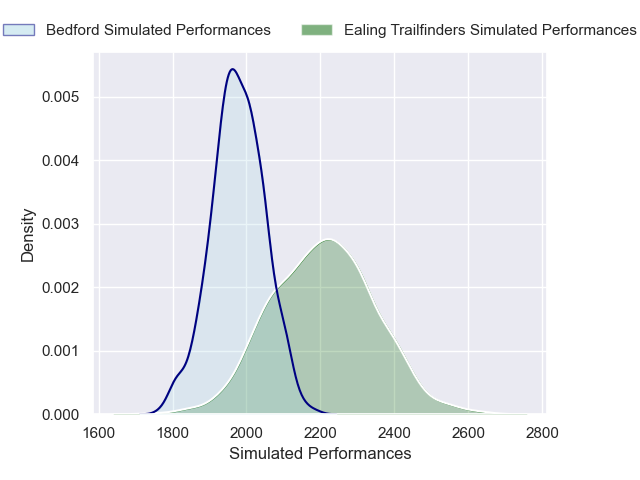 Bedford Simulated Performances
Ealing Trailfinders Simulated Performances
Density
0.005
0.004
0.003
0.002
0.001
0.000
1600 1800 2000 2200 2400 2600 2800
Simulated Performances